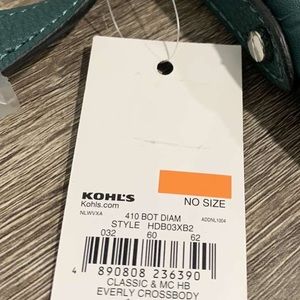 KOHL'S
Kohls.com
NO SIZE
NLWVXA
ADDNL1004
410 BOT DIAM
STYLE HDB03XB2
032 60 62
4 890808 236390
CLASSIC & MC HB
EVERLY CROSSBODY